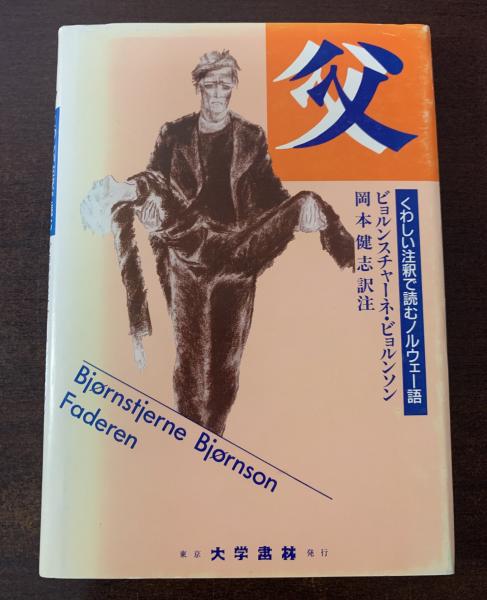 父
くわしい注釈で読むノルウェー語
ビョルンスチャーネ・ビョルンソン
岡本健志 訳注
Bjørnstjerne Bjørnson
Faderen
東京 大学書林 発行